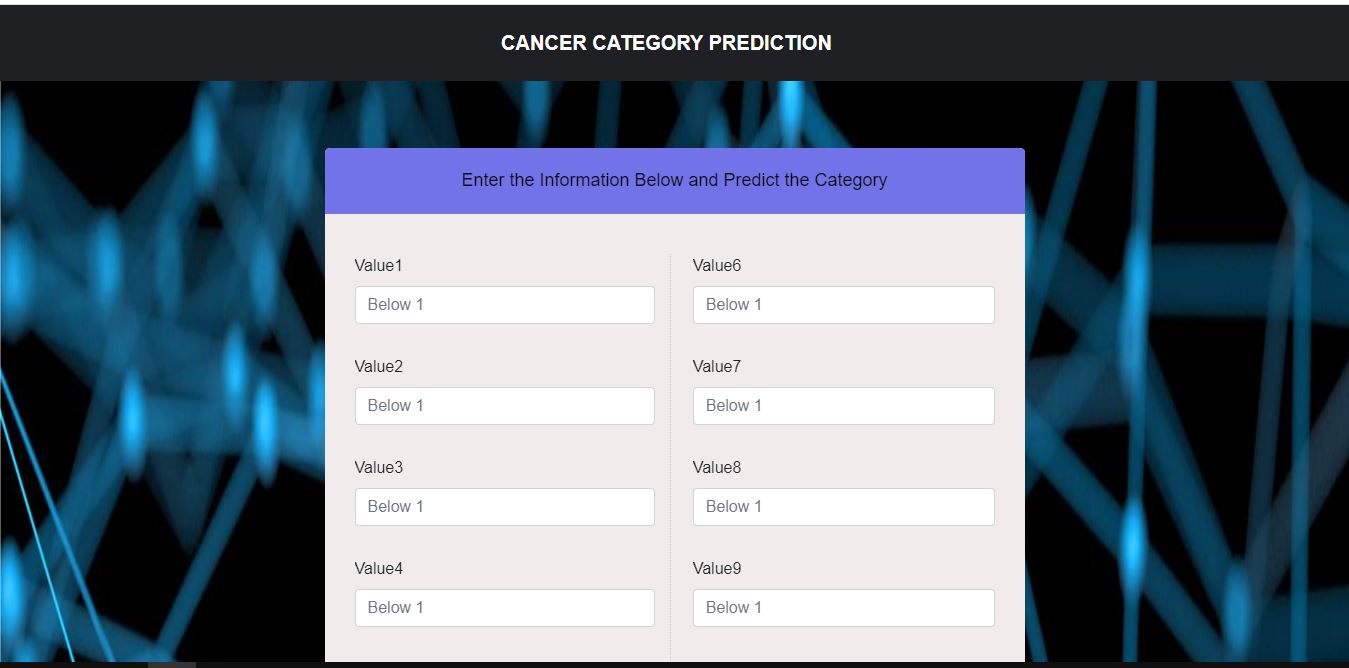 CANCER CATEGORY PREDICTION
Enter the Information Below and Predict the Category
Value1
Below 1
Value2
Below 1
Value3
Below 1
Value4
Below 1
Value6
Below 1
Value7
Below 1
Value8
Below 1
Value9
Below 1